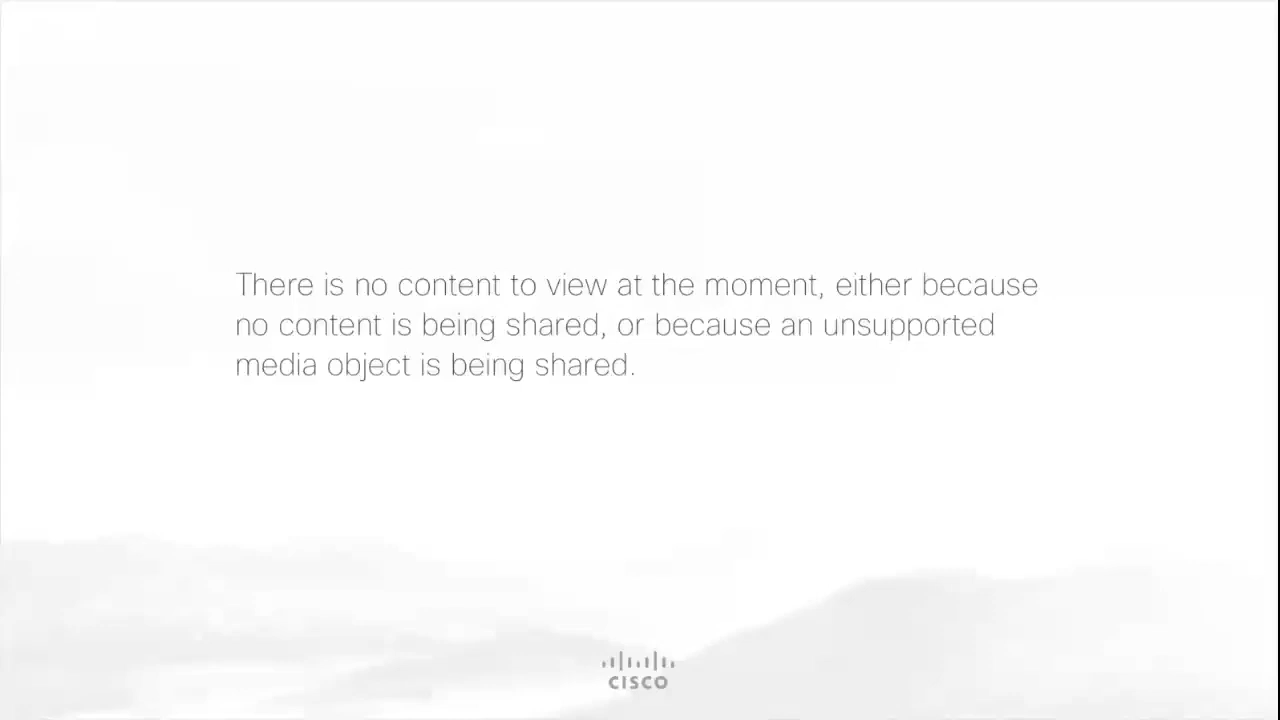 There is no content to view at the moment, either because
no content is being shared, or because an unsupported
media object is being shared.
CISCO